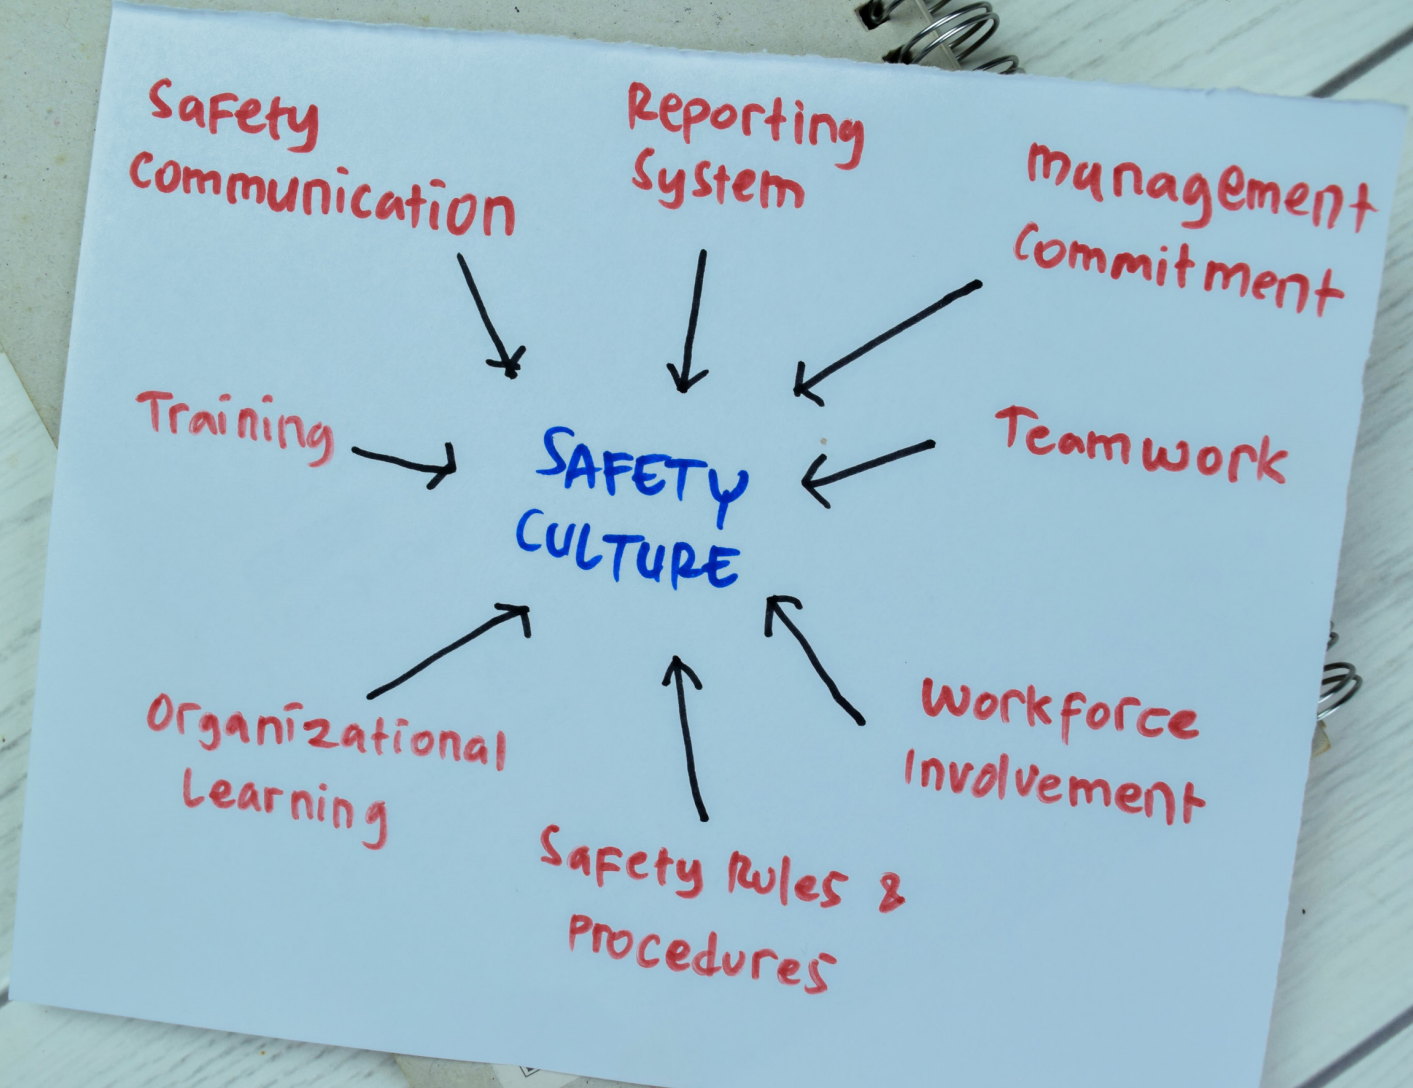 Safety
communication
Reporting
System
management
commitment
Training
Teamwork
SAFETY
CULTURE
Organizational
Learning
Workforce
Involvement
Safety Rules &
Procedures